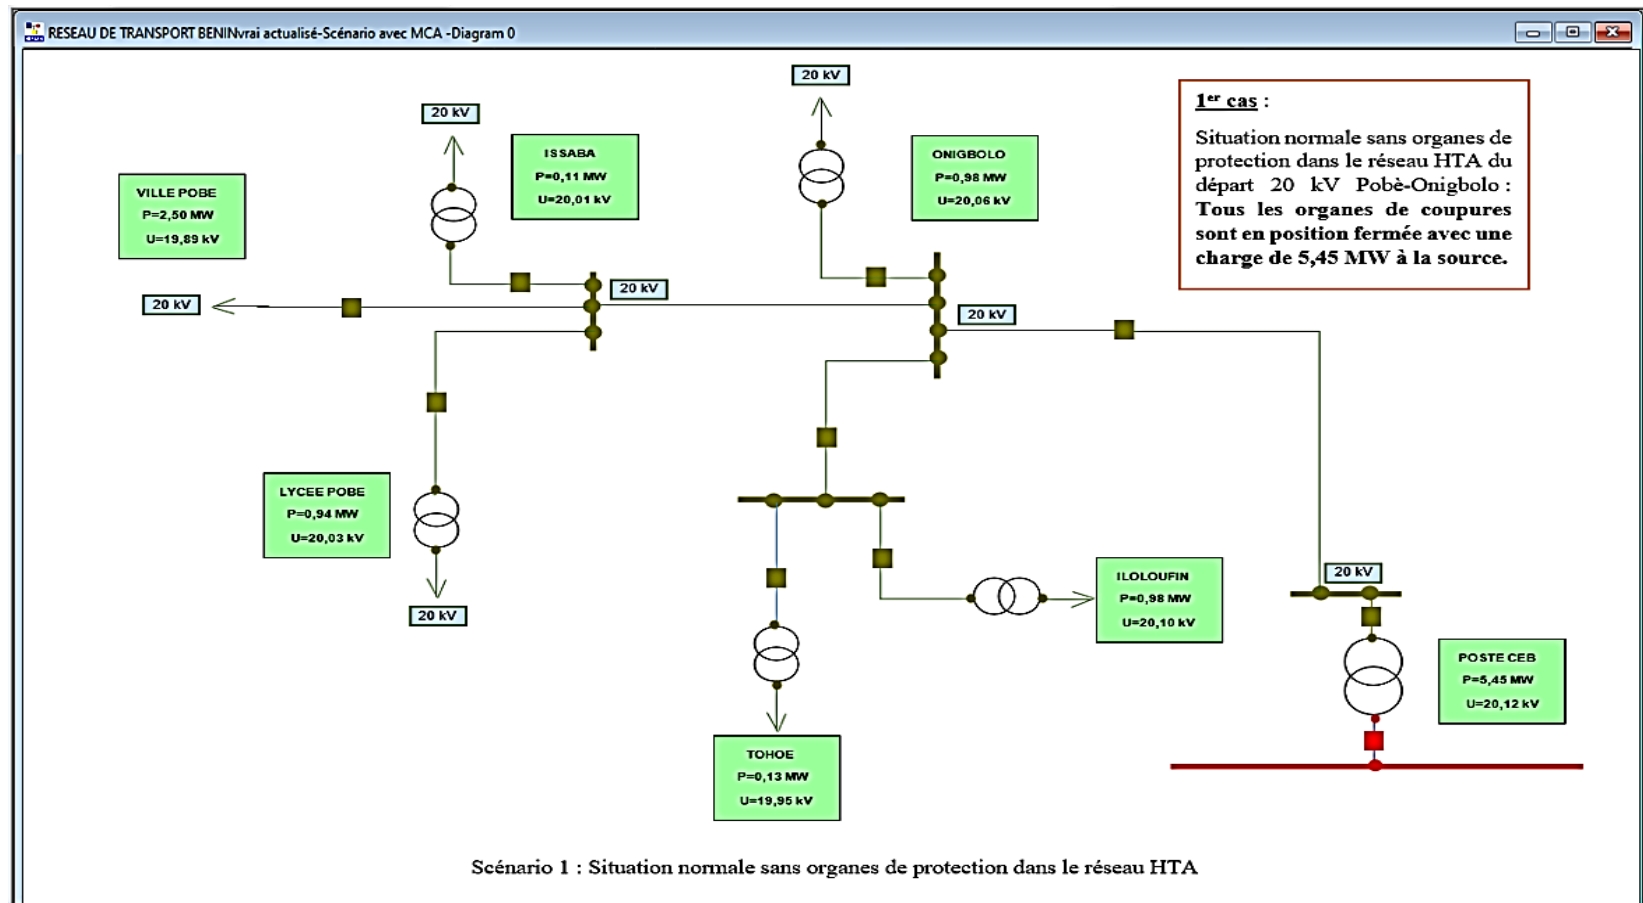 RESEAU DE TRANSPORT BENINvrai actualisé-Scénario avec MCA -Diagram 0
20 kV
1er cas :
Situation normale sans organes de
protection dans le réseau HTA du
départ 20 kV Pobè-Onigbolo :
Tous les organes de coupures
sont en position fermée avec une
charge de 5,45 MW à la source.
20 kV
ISSABA
P=0,11 MW
U=20,01 kV
ONIGBOLO
P=0,98 MW
U=20,06 kV
VILLE POBE
P=2,50 MW
U=19,89 kV
20 kV
20 kV
20 kV
LYCEE POBE
P=0,94 MW
U=20,03 kV
20 kV
20 kV
ILOLOUFIN
P=0,98 MW
U=20,10 kV
POSTE CEB
P=5,45 MW
U=20,12 kV
TOHOE
P=0,13 MW
U=19,95 kV
Scénario 1 : Situation normale sans organes de protection dans le réseau HTA